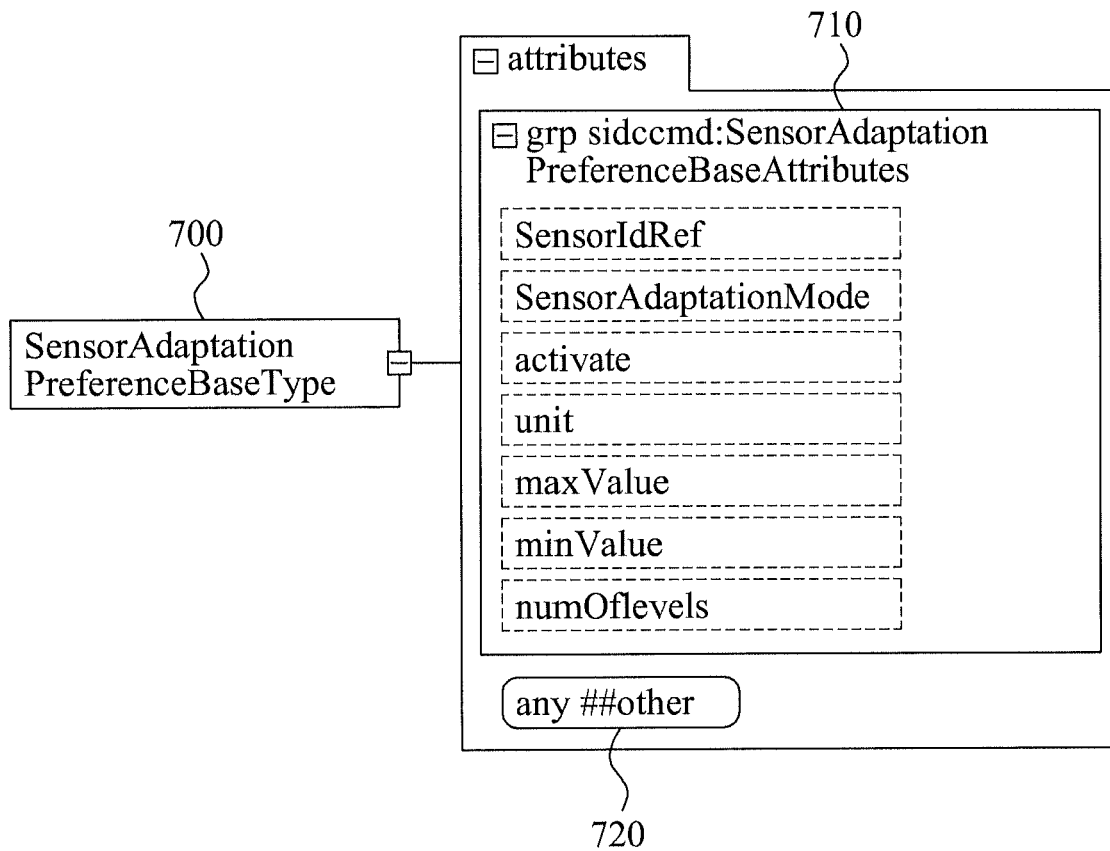 710
attributes
grp sidccmd:SensorAdaptation
PreferenceBaseAttributes
SensorIdRef
700
SensorAdaptationMode
SensorAdaptation
PreferenceBaseType
activate
unit
maxValue
minValue
numOflevels
any ##other
720